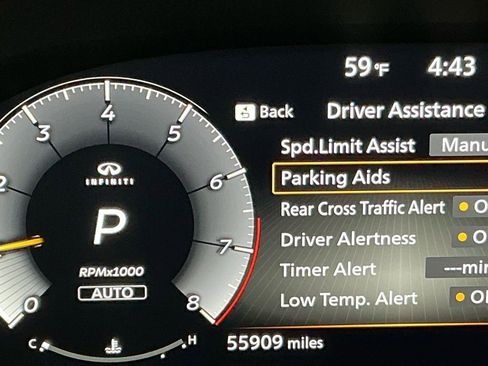 59°F 4:43
Back Driver Assistance
Spd.Limit Assist
Parking Aids
Rear Cross Traffic Alert
Driver Alertness
Timer Alert ---min
Low Temp. Alert
2 3 4 5 6 7 8 0
INFINITI
P
RPMx1000
AUTO
C H
55909 miles